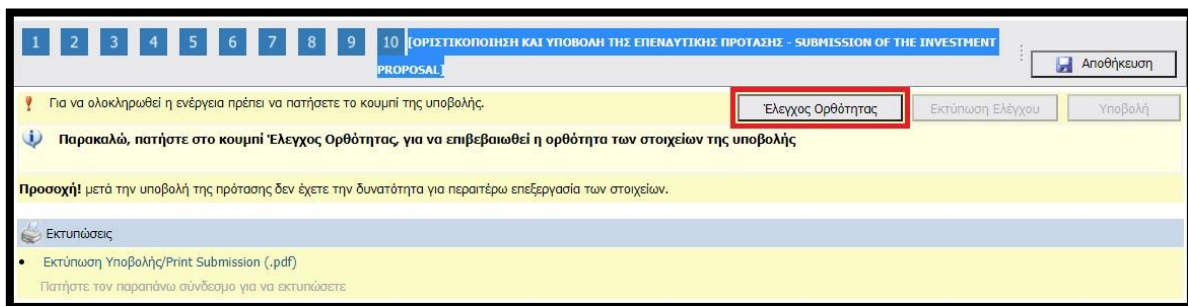 1 2 3 4 5 6 7 8 9 10 [ΟΡΙΣΤΙΚΟΠΟΙΗΣΗ ΚΑΙ ΥΠΟΒΟΛΗ ΤΗΣ ΕΠΕΝΔΥΤΙΚΗΣ ΠΡΟΤΑΣΗΣ - SUBMISSION OF THE INVESTMENT
PROPOSAL]
Αποθήκευση
Για να ολοκληρωθεί η ενέργεια πρέπει να πατήσετε το κουμπί της υποβολής.
Έλεγχος Ορθότητας Εκτύπωση Ελέγχου Υποβολή
Παρακαλώ, πατήστε στο κουμπί Έλεγχος Ορθότητας, για να επιβεβαιωθεί η ορθότητα των στοιχείων της υποβολής
Προσοχή! μετά την υποβολή της πρότασης δεν έχετε την δυνατότητα για περαιτέρω επεξεργασία των στοιχείων.
Εκτυπώσεις
• Εκτύπωση Υποβολής/Print Submission (.pdf)
Πατήστε τον παραπάνω σύνδεσμο για να εκτυπώσετε